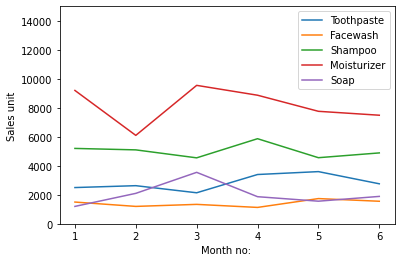 Toothpaste
Facewash
Shampoo
Moisturizer
Soap
14000
12000
10000
8000
6000
4000
2000
0
Sales unit
1 2 3 4 5 6
Month no: